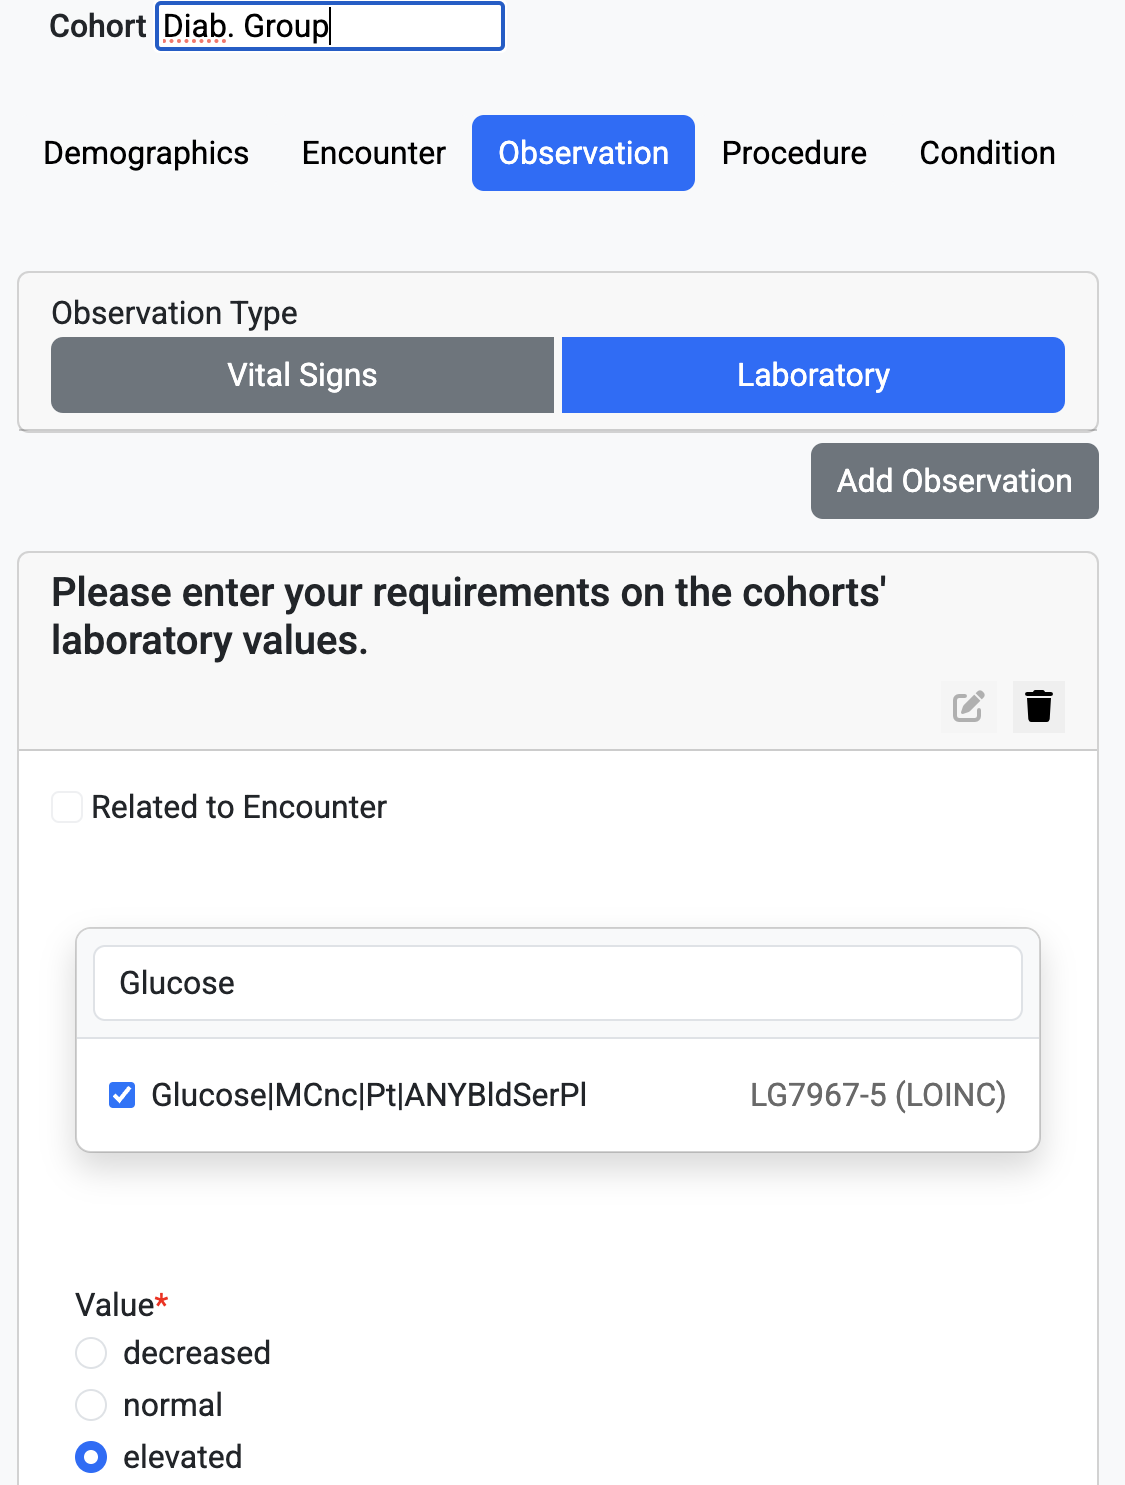 Cohort Diab. Group
Demographics Encounter Observation Procedure Condition
Observation Type
Vital Signs Laboratory
Add Observation
Please enter your requirements on the cohorts'
laboratory values.
Related to Encounter
Glucose
Glucose|MCnc|Pt|ANYBldSerPl LG7967-5 (LOINC)
Value*
decreased
normal
elevated